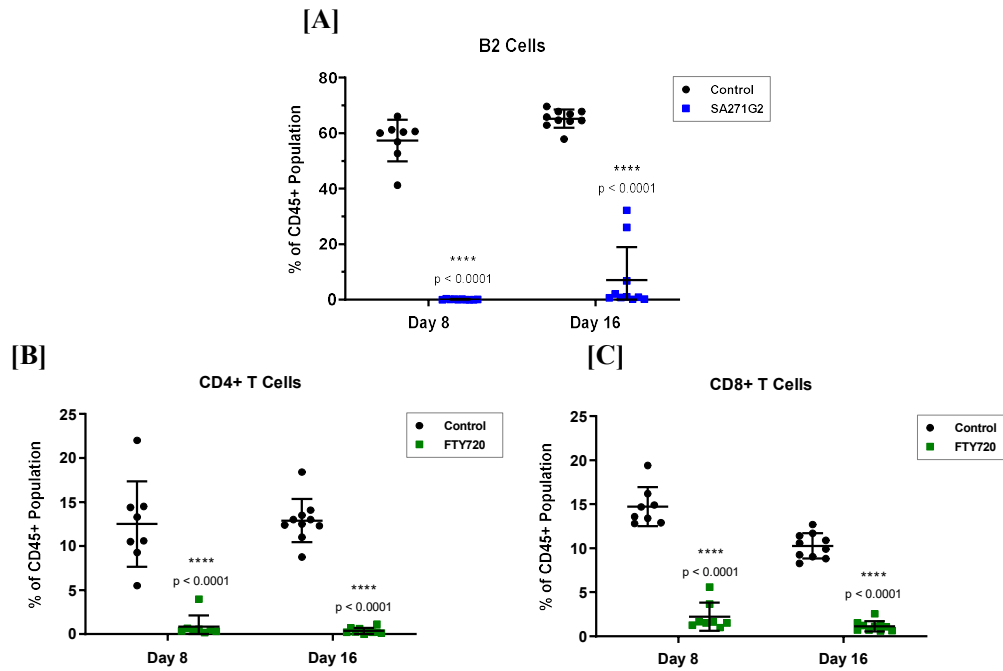 [A]
B2 Cells
% of CD45+ Population
80
60
40
20
0
Control
SA271G2
****
p < 0.0001
****
p < 0.0001
Day 8
Day 16
[B]
CD4+ T Cells
% of CD45+ Population
25
20
15
10
5
0
Control
FTY720
****
p < 0.0001
****
p < 0.0001
Day 8
Day 16
[C]
CD8+ T Cells
% of CD45+ Population
25
20
15
10
5
0
Control
FTY720
****
p < 0.0001
****
p < 0.0001
Day 8
Day 16